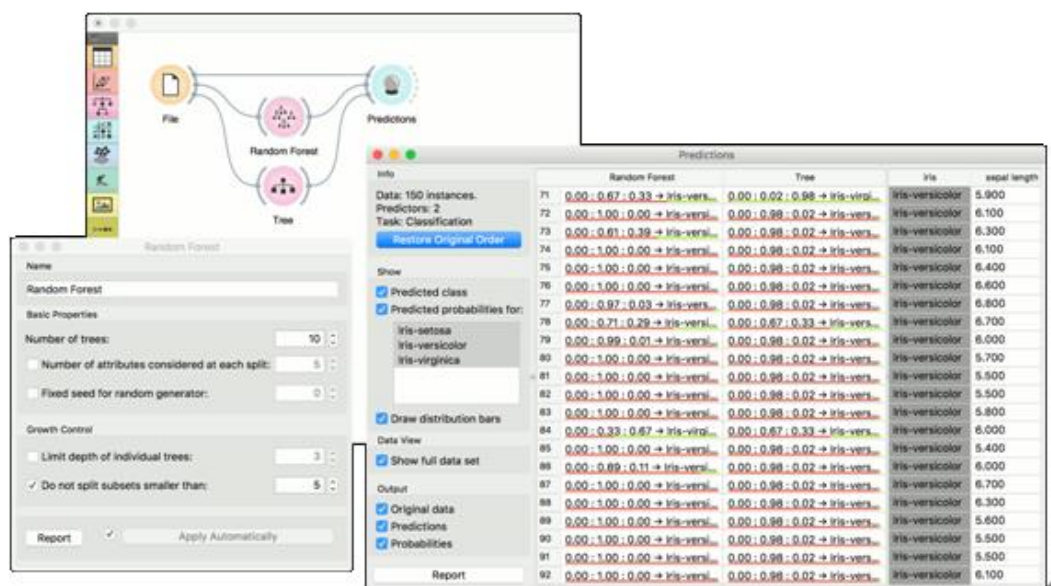 File
Random Forest
Predictions
Tree
Random Forest
Name
Random Forest
Basic Properties
Number of trees: 10
Number of attributes considered at each split: 5
Fixed seed for random generator: 0
Growth Control
Limit depth of individual trees: 3
Do not split subsets smaller than: 5
Report
Apply Automatically
Predictions
Info
Data: 150 instances.
Predictors: 2
Task: Classification
Restore Original Order
Show
Predicted class
Predicted probabilities for:
Iris-setosa
Iris-versicolor
Iris-virginica
Draw distribution bars
Data View
Show full data set
Output
Original data
Predictions
Probabilities
Report
Random Forest Tree iris sepal length
71 0.00 : 0.67 : 0.33 → Iris-vers... 0.00 : 0.02 : 0.98 → Iris-virgi... Iris-versicolor 5.900
72 0.00 : 1.00 : 0.00 → Iris-versi... 0.00 : 0.98 : 0.02 → Iris-vers... Iris-versicolor 6.100
73 0.00 : 0.61 : 0.39 → Iris-versi... 0.00 : 0.98 : 0.02 → Iris-vers... Iris-versicolor 6.300
74 0.00 : 1.00 : 0.00 → Iris-versi... 0.00 : 0.98 : 0.02 → Iris-vers... Iris-versicolor 6.100
75 0.00 : 1.00 : 0.00 → Iris-versi... 0.00 : 0.98 : 0.02 → Iris-vers... Iris-versicolor 6.400
76 0.00 : 1.00 : 0.00 → Iris-versi... 0.00 : 0.98 : 0.02 → Iris-vers... Iris-versicolor 6.600
77 0.00 : 0.97 : 0.03 → Iris-versi... 0.00 : 0.98 : 0.02 → Iris-vers... Iris-versicolor 6.800
78 0.00 : 0.71 : 0.29 → Iris-versi... 0.00 : 0.67 : 0.33 → Iris-vers... Iris-versicolor 6.700
79 0.00 : 0.99 : 0.01 → Iris-versi... 0.00 : 0.98 : 0.02 → Iris-vers... Iris-versicolor 6.000
80 0.00 : 1.00 : 0.00 → Iris-versi... 0.00 : 0.98 : 0.02 → Iris-vers... Iris-versicolor 5.700
81 0.00 : 1.00 : 0.00 → Iris-versi... 0.00 : 0.98 : 0.02 → Iris-vers... Iris-versicolor 5.500
82 0.00 : 1.00 : 0.00 → Iris-versi... 0.00 : 0.98 : 0.02 → Iris-vers... Iris-versicolor 5.500
83 0.00 : 1.00 : 0.00 → Iris-versi... 0.00 : 0.98 : 0.02 → Iris-vers... Iris-versicolor 5.800
84 0.00 : 0.33 : 0.67 → Iris-virgi... 0.00 : 0.67 : 0.33 → Iris-vers... Iris-versicolor 6.000
85 0.00 : 1.00 : 0.00 → Iris-versi... 0.00 : 0.98 : 0.02 → Iris-vers... Iris-versicolor 5.400
86 0.00 : 0.89 : 0.11 → Iris-versi... 0.00 : 0.98 : 0.02 → Iris-vers... Iris-versicolor 6.000
87 0.00 : 1.00 : 0.00 → Iris-versi... 0.00 : 0.98 : 0.02 → Iris-vers... Iris-versicolor 6.700
88 0.00 : 1.00 : 0.00 → Iris-versi... 0.00 : 0.98 : 0.02 → Iris-vers... Iris-versicolor 6.300
89 0.00 : 1.00 : 0.00 → Iris-versi... 0.00 : 0.98 : 0.02 → Iris-vers... Iris-versicolor 5.600
90 0.00 : 1.00 : 0.00 → Iris-versi... 0.00 : 0.98 : 0.02 → Iris-vers... Iris-versicolor 5.500
91 0.00 : 1.00 : 0.00 → Iris-versi... 0.00 : 0.98 : 0.02 → Iris-vers... Iris-versicolor 5.500
92 0.00 : 1.00 : 0.00 → Iris-versi... 0.00 : 0.98 : 0.02 → Iris-vers... Iris-versicolor 6.100